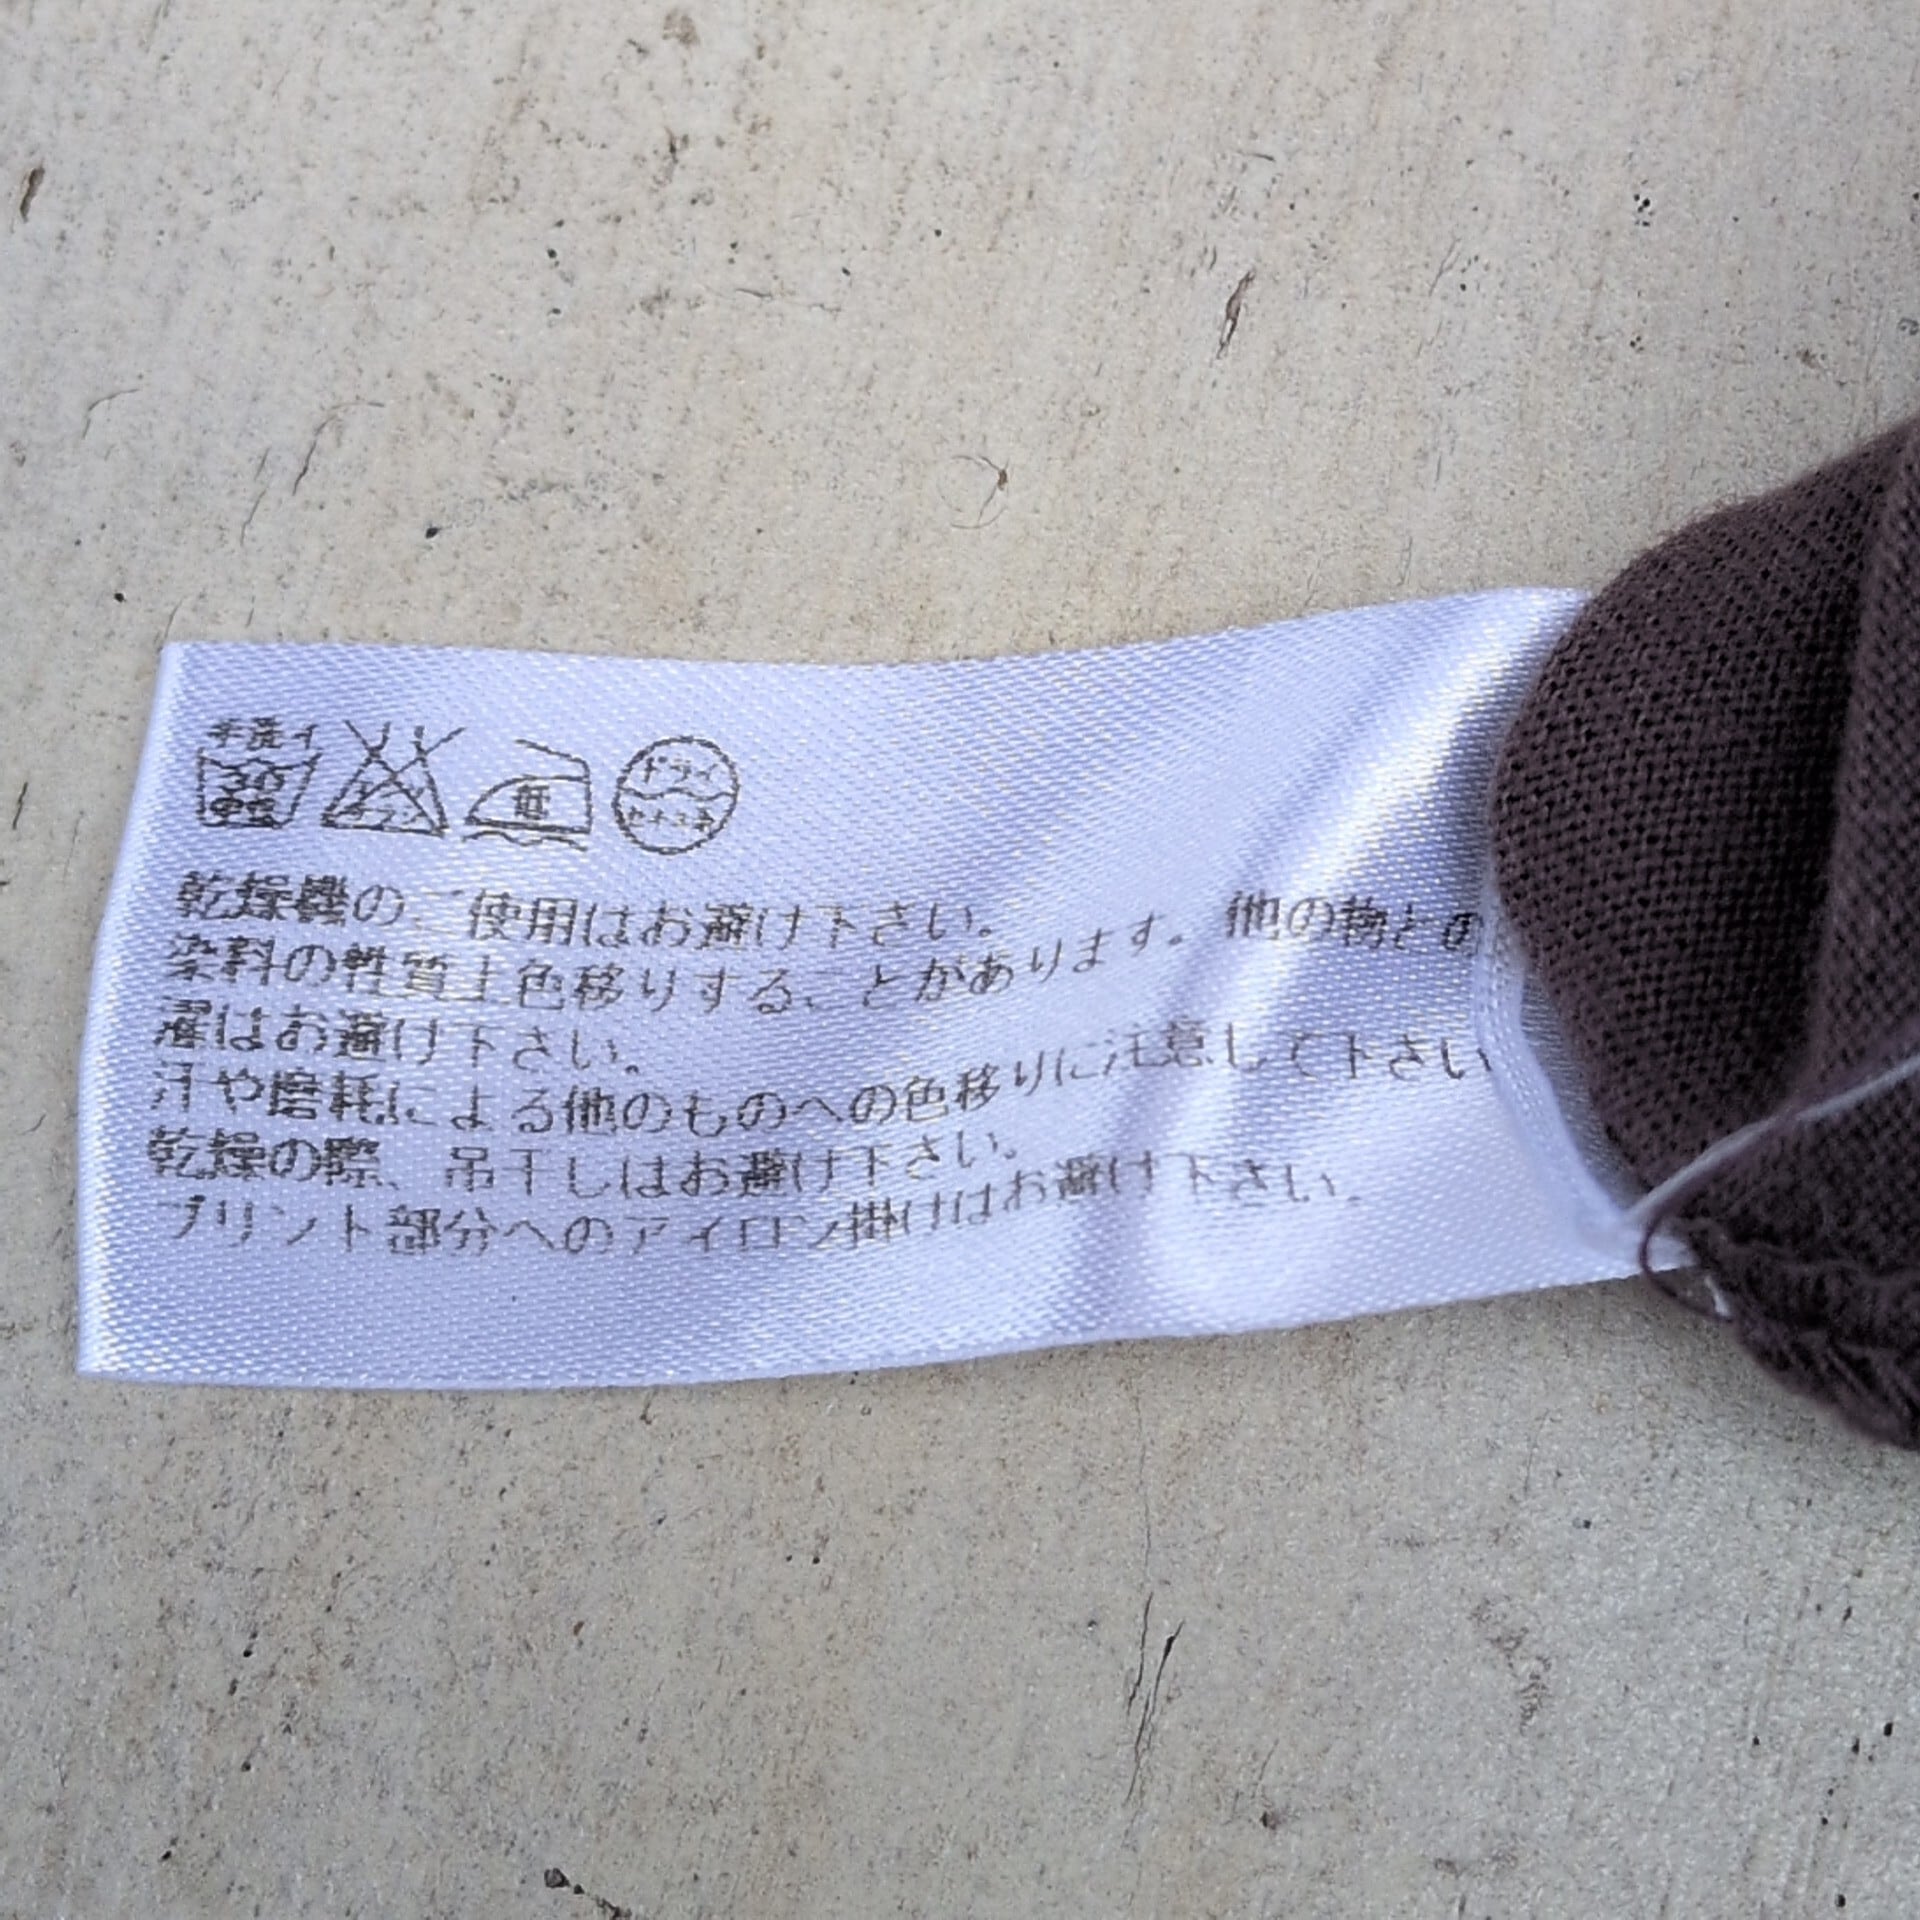 手洗イ
30
中性
エンソ
低
ドライ
セキユ系
乾燥機のご使用はお避け下さい。
染料の性質上色移りすることがあります。他の物との
濯はお避け下さい。
汗や磨耗による他のものへの色移りに注意して下さい
乾燥の際、吊干しはお避け下さい。
プリント部分へのアイロン掛けはお避け下さい。